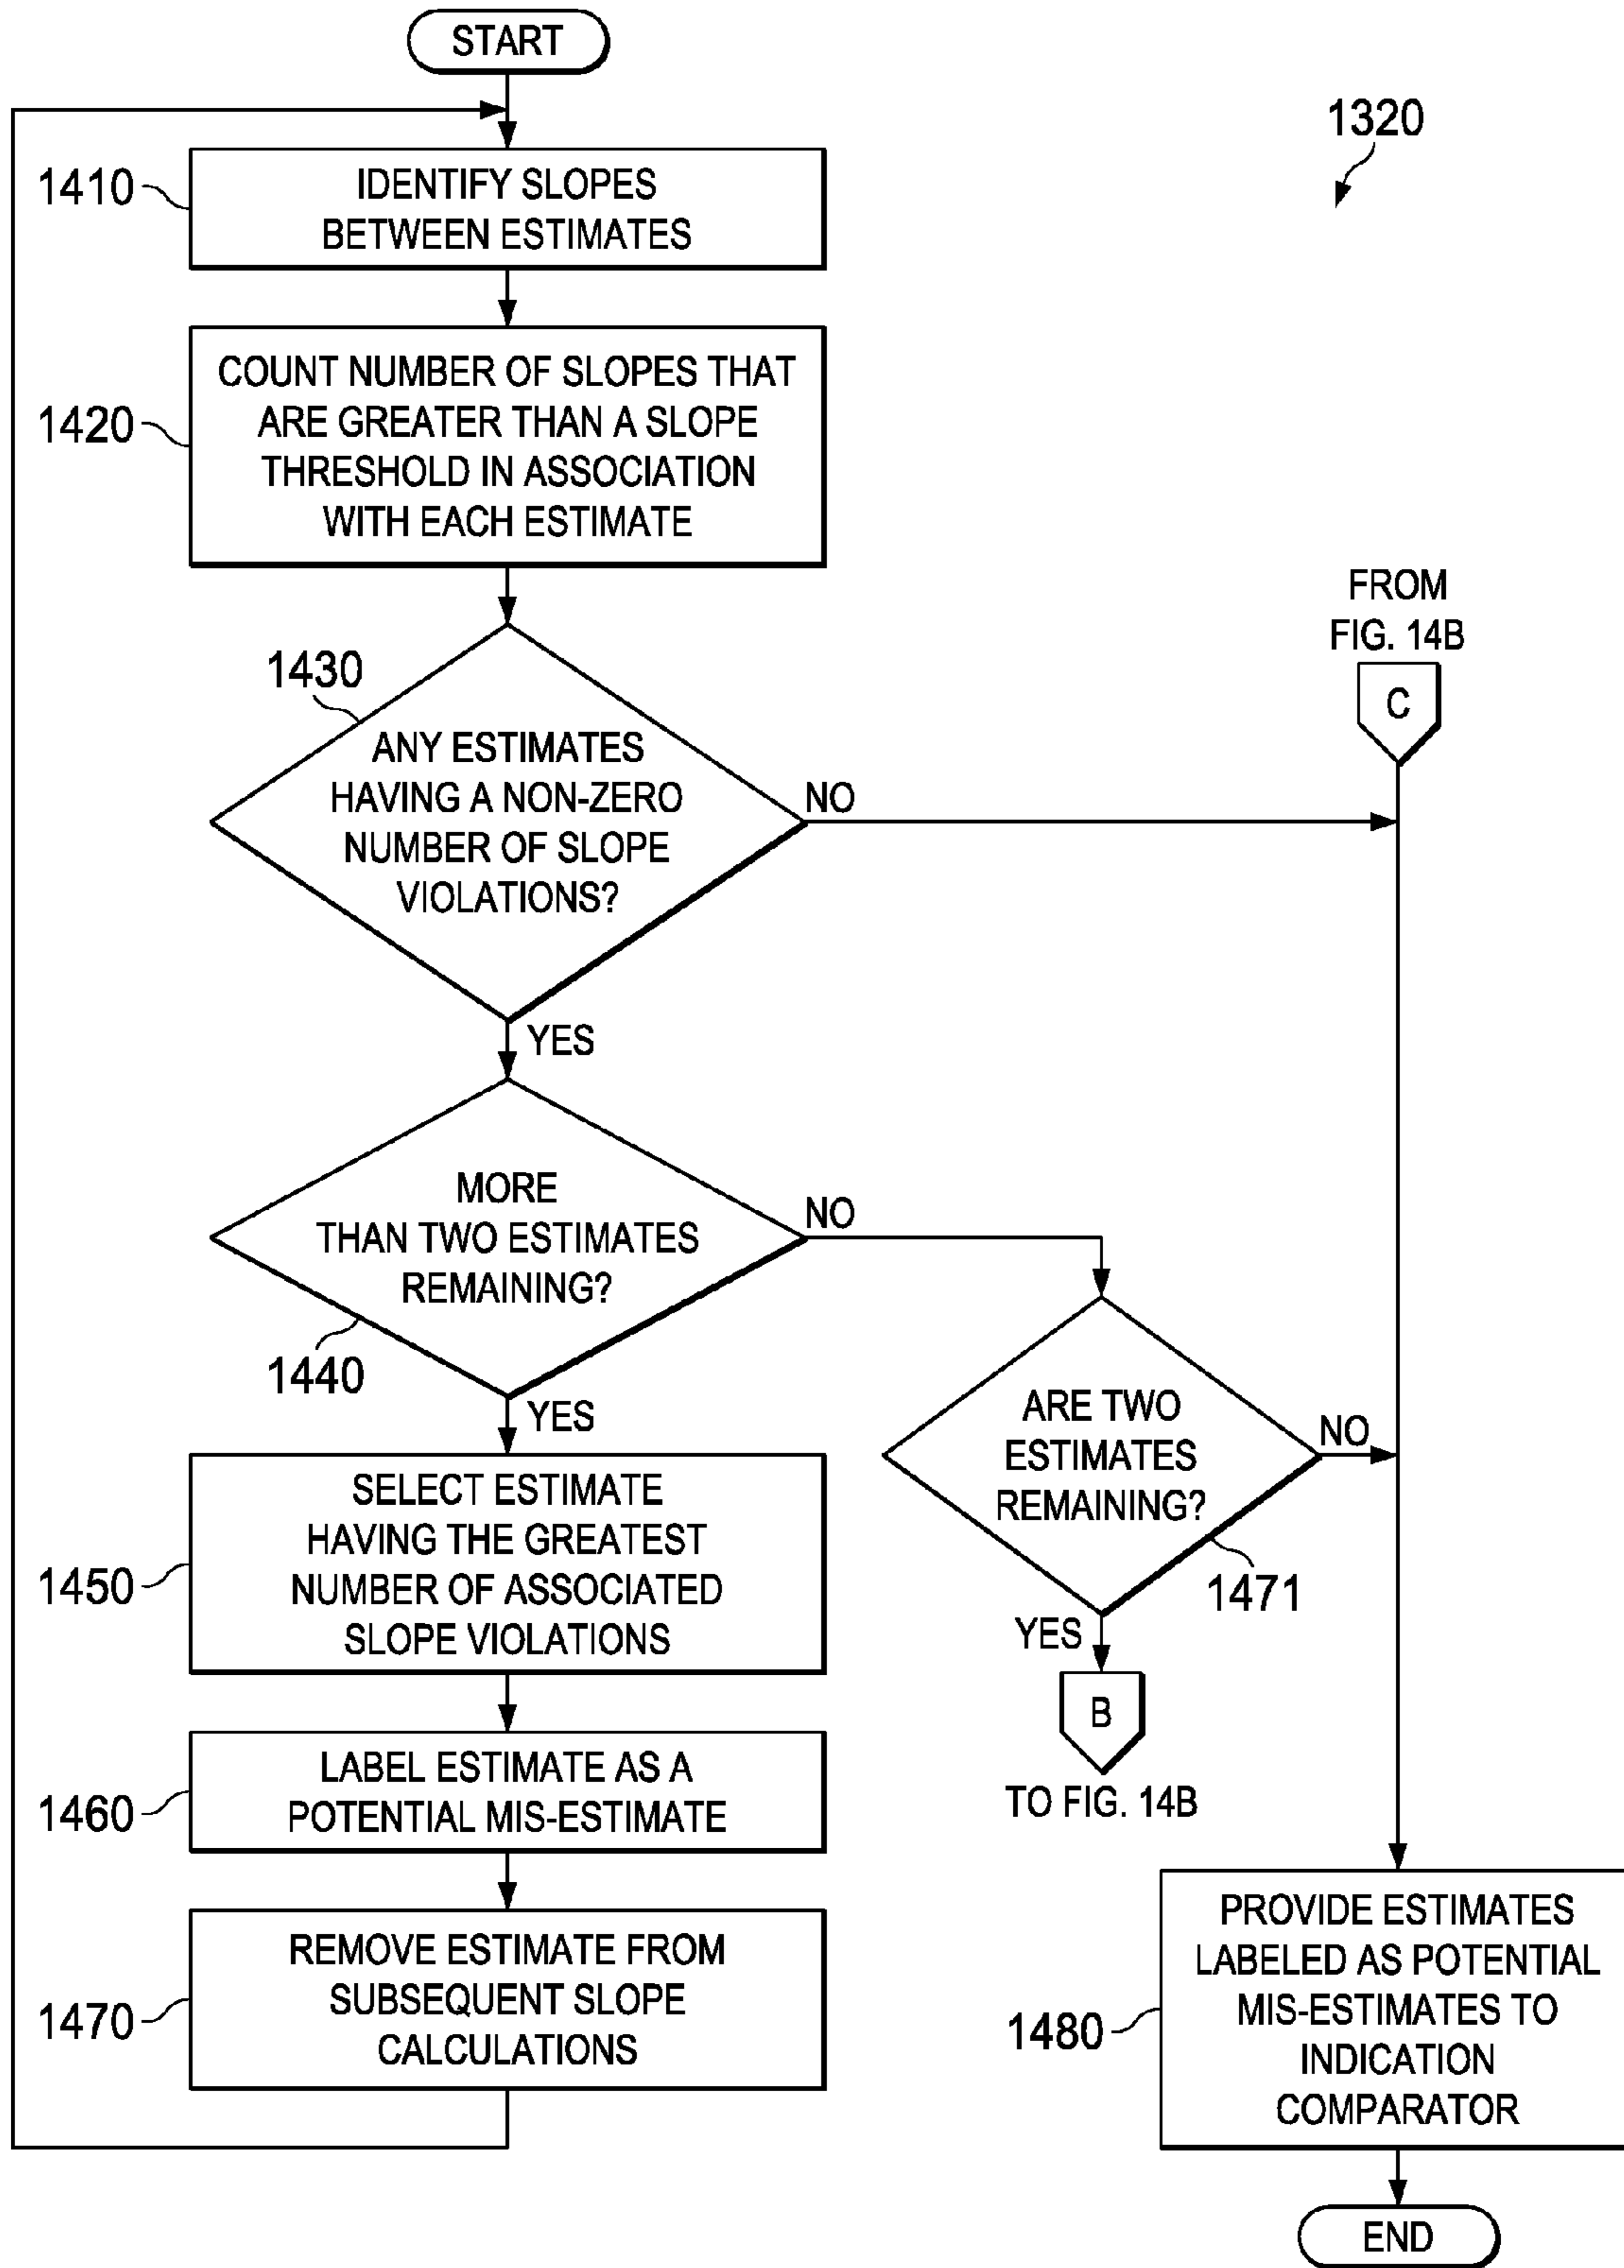 START
1320
1410
IDENTIFY SLOPES
BETWEEN ESTIMATES
1420
COUNT NUMBER OF SLOPES THAT
ARE GREATER THAN A SLOPE
THRESHOLD IN ASSOCIATION
WITH EACH ESTIMATE
FROM
FIG. 14B
C
1430
ANY ESTIMATES
HAVING A NON-ZERO
NUMBER OF SLOPE
VIOLATIONS?
NO
YES
MORE
THAN TWO ESTIMATES
REMAINING?
NO
1440
YES
ARE TWO
ESTIMATES
REMAINING?
NO
1471
YES
B
TO FIG. 14B
1450
SELECT ESTIMATE
HAVING THE GREATEST
NUMBER OF ASSOCIATED
SLOPE VIOLATIONS
1460
LABEL ESTIMATE AS A
POTENTIAL MIS-ESTIMATE
1470
REMOVE ESTIMATE FROM
SUBSEQUENT SLOPE
CALCULATIONS
1480
PROVIDE ESTIMATES
LABELED AS POTENTIAL
MIS-ESTIMATES TO
INDICATION
COMPARATOR
END